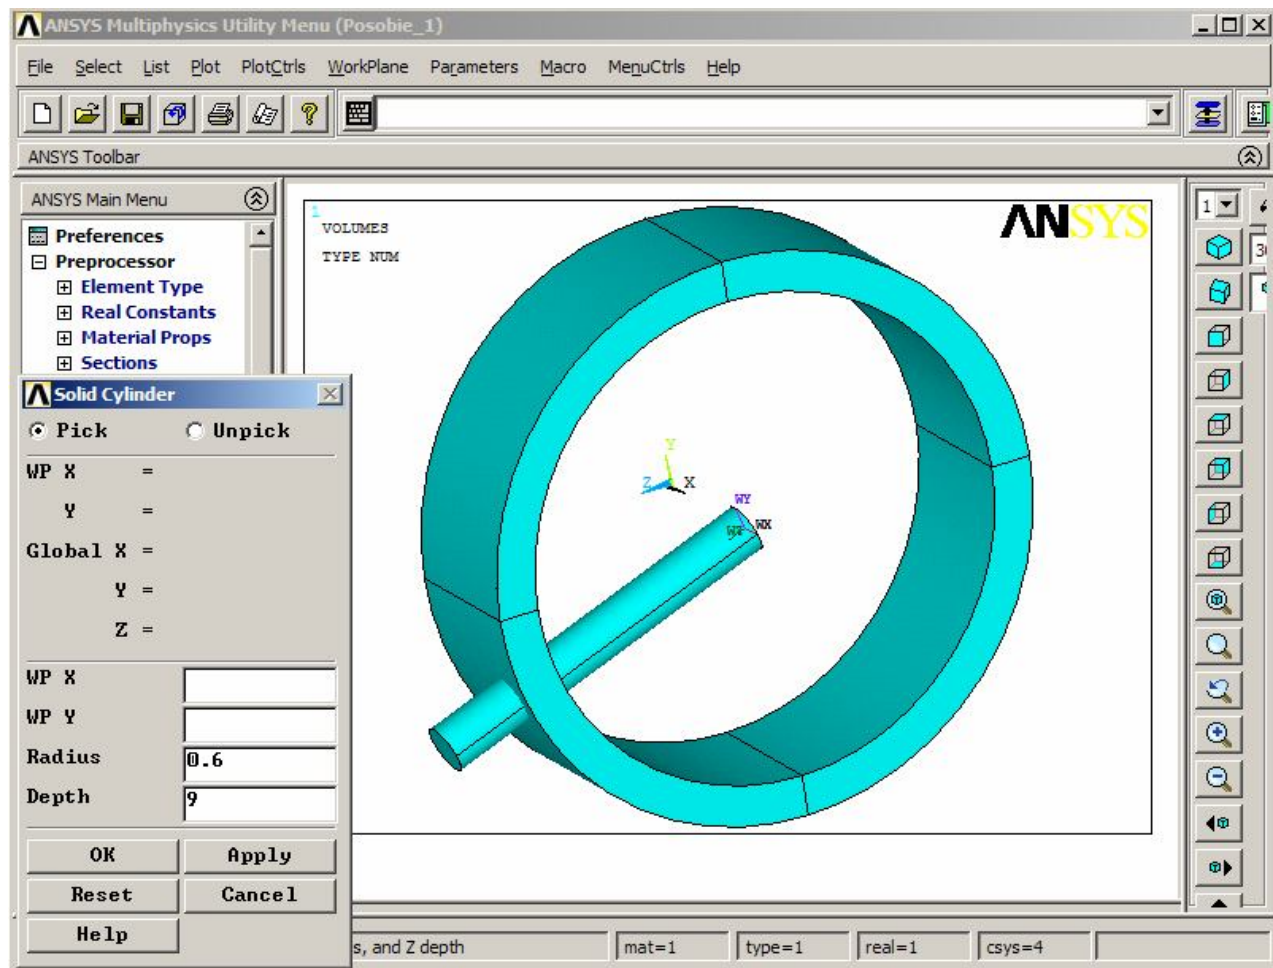 ANSYS Multiphysics Utility Menu (Posobie_1)
File Select List Plot PlotCtrls WorkPlane Parameters Macro MenuCtrls Help
ANSYS Toolbar
ANSYS Main Menu
Preferences
Preprocessor
Element Type
Real Constants
Material Props
Sections
Solid Cylinder
Pick Unpick
WP X =
Y =
Global X =
Y =
Z =
WP X
WP Y
Radius 0.6
Depth 9
OK Apply
Reset Cancel
Help
1
VOLUMES
TYPE NUM
ANSYS
Y
Z X
WY
WX
1
s, and Z depth mat=1 type=1 real=1 csys=4